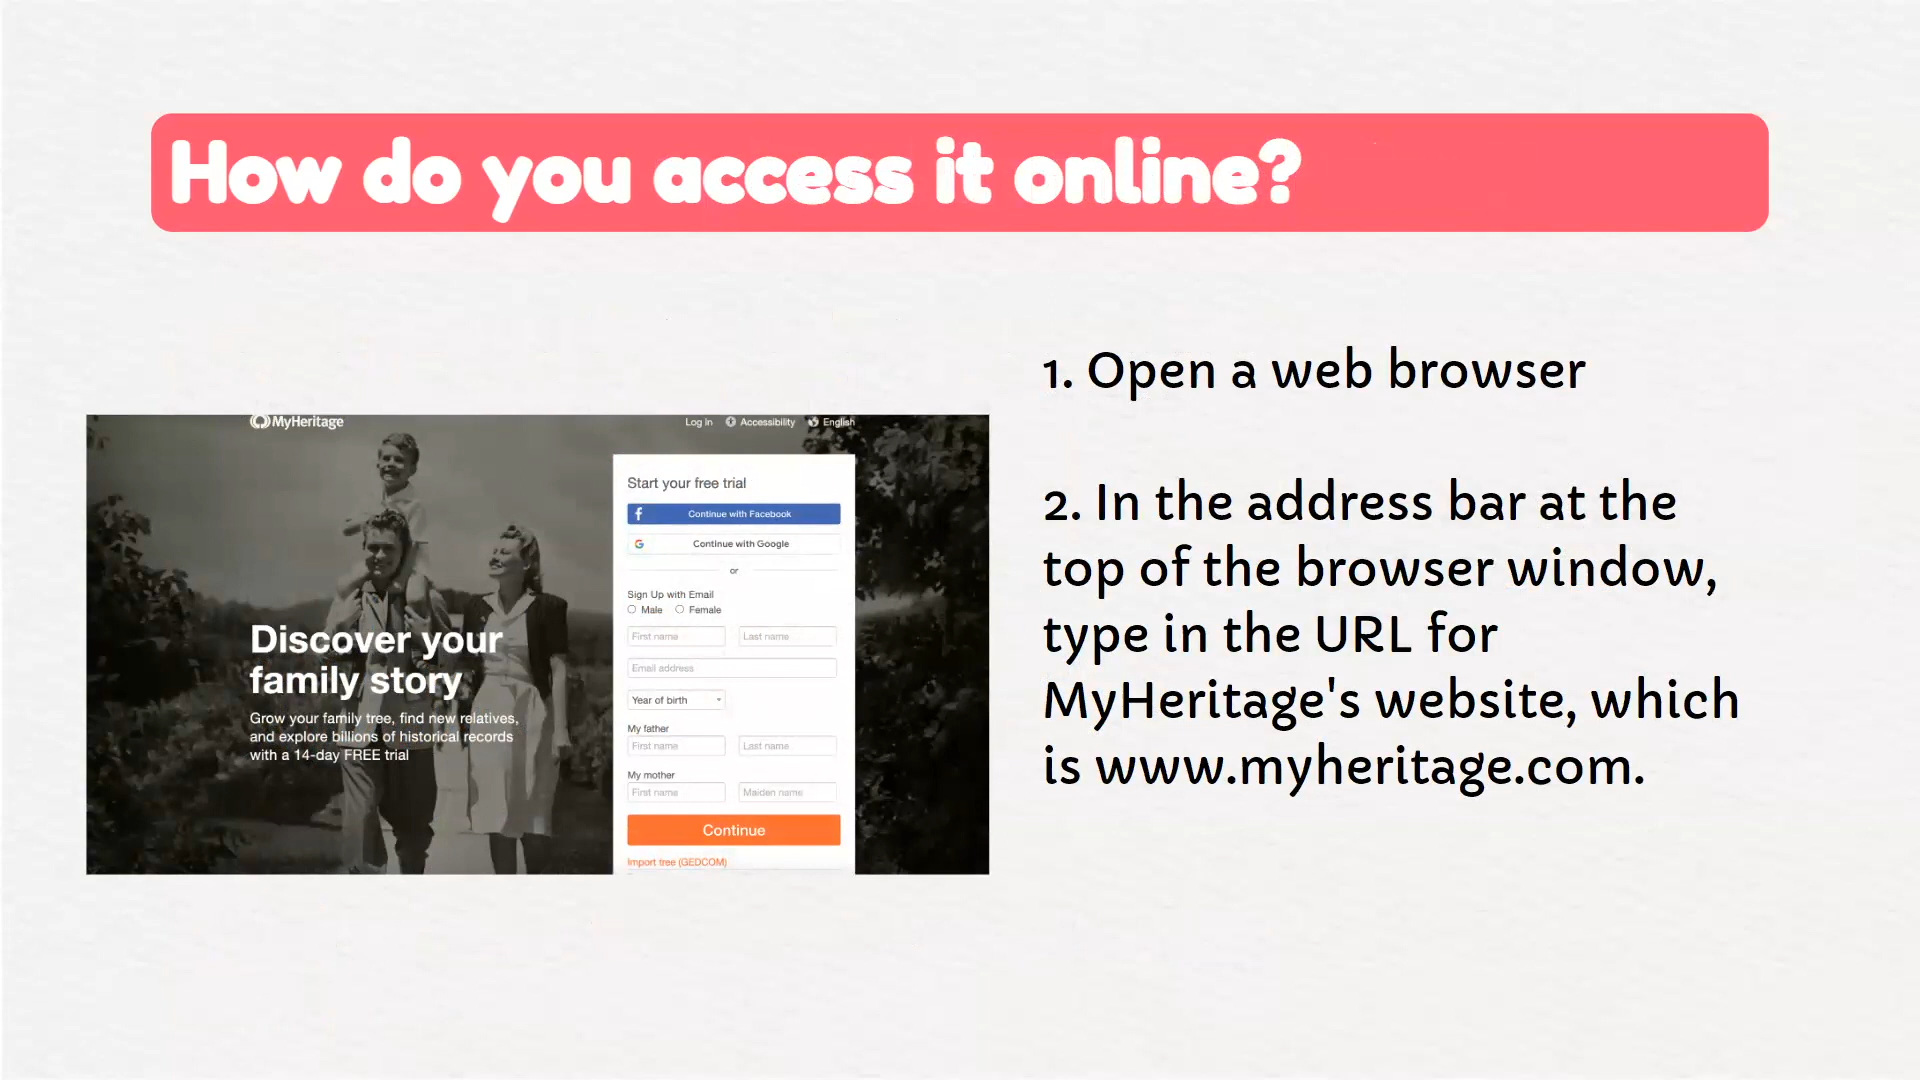 How do you access it online?
MyHeritage
Log in Accessibility English
Start your free trial
Continue with Facebook
Continue with Google
or
Sign Up with Email
Male Female
First name Last name
Email address
Year of birth
My father
First name Last name
My mother
First name Maiden name
Continue
Import tree (GEDCOM)
Discover your
family story
Grow your family tree, find new relatives,
and explore billions of historical records
with a 14-day FREE trial
1. Open a web browser
2. In the address bar at the
top of the browser window,
type in the URL for
MyHeritage's website, which
is www.myheritage.com.